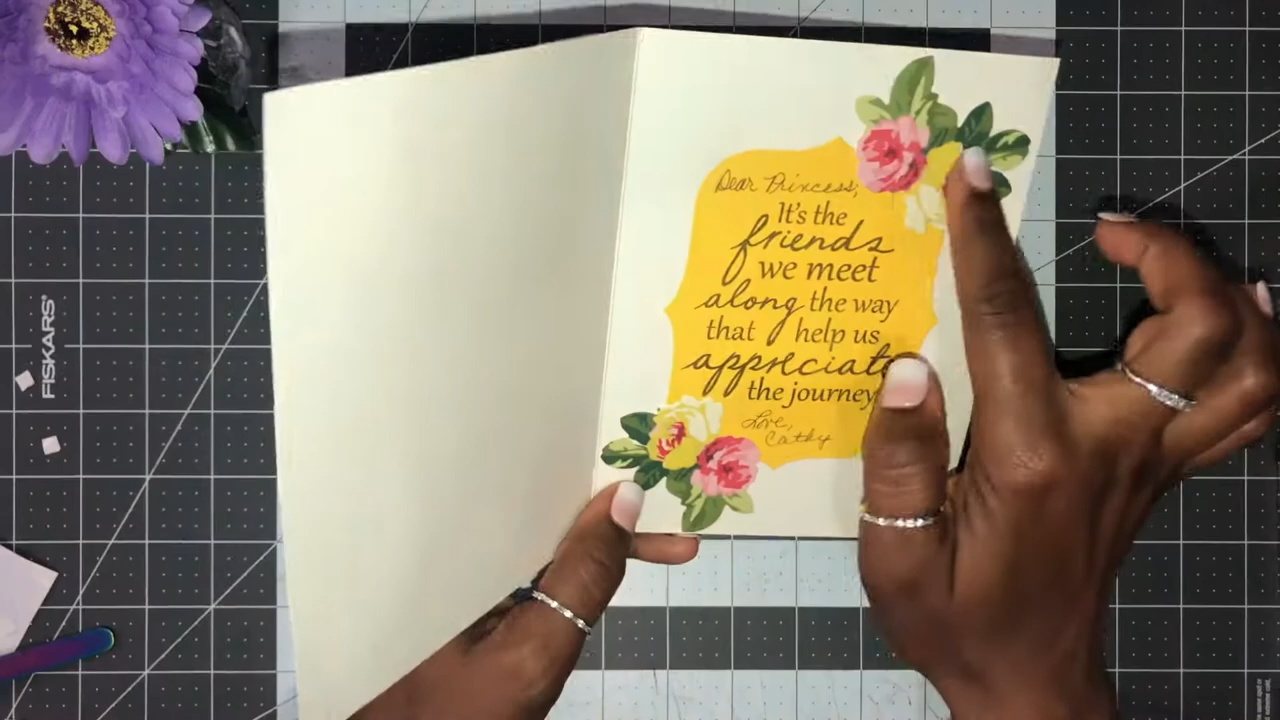 FISKARS®
Dear Princess,
It's the
friends
we meet
along the way
that help us
appreciate
the journey
Love,
Cathy